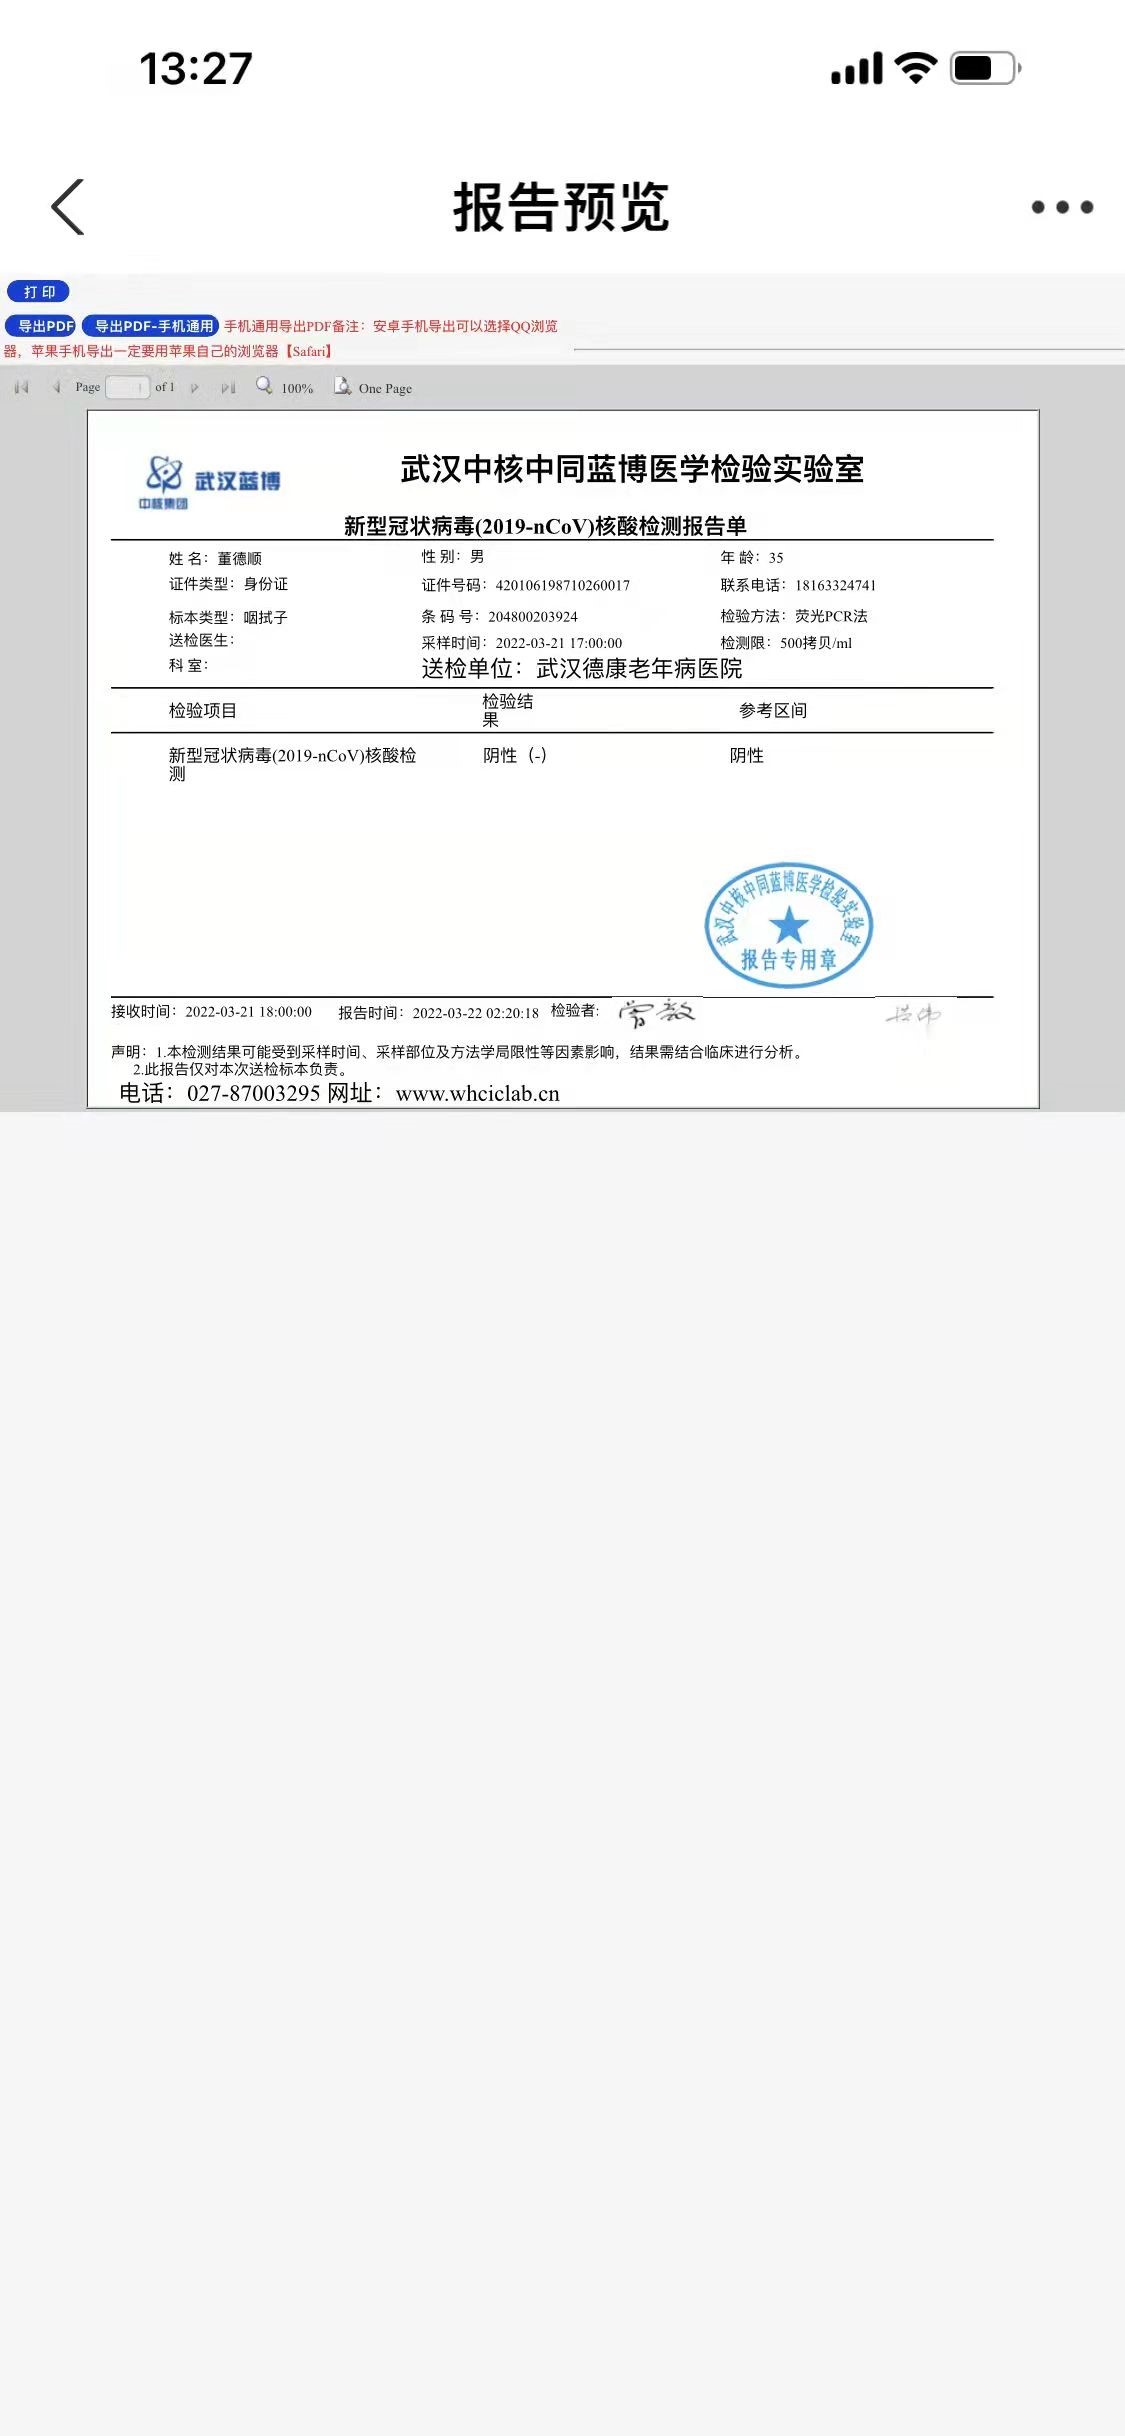 13:27
报告预览
打 印
导出PDF 导出PDF-手机通用 手机通用导出PDF备注：安卓手机导出可以选择QQ浏览
器，苹果手机导出一定要用苹果自己的浏览器【Safari】
Page of 1 100% One Page
武汉蓝博
中核集团
武汉中核中同蓝博医学检验实验室
新型冠状病毒(2019-nCoV)核酸检测报告单
姓 名：董德顺 性 别：男 年 龄：35
证件类型：身份证 证件号码：420106198710260017 联系电话：18163324741
标本类型：咽拭子 条 码 号：204800203924 检验方法：荧光PCR法
送检医生： 采样时间：2022-03-21 17:00:00 检测限：500拷贝/ml
科 室： 送检单位：武汉德康老年病医院
检验项目 检验结 参考区间
果
新型冠状病毒(2019-nCoV)核酸检 阴性（-） 阴性
测
武汉中核中同蓝博医学检验实验室
报告专用章
接收时间：2022-03-21 18:00:00 报告时间：2022-03-22 02:20:18 检验者:
声明：1.本检测结果可能受到采样时间、采样部位及方法学局限性等因素影响，结果需结合临床进行分析。
2.此报告仅对本次送检标本负责。
电话：027-87003295 网址：www.whciclab.cn